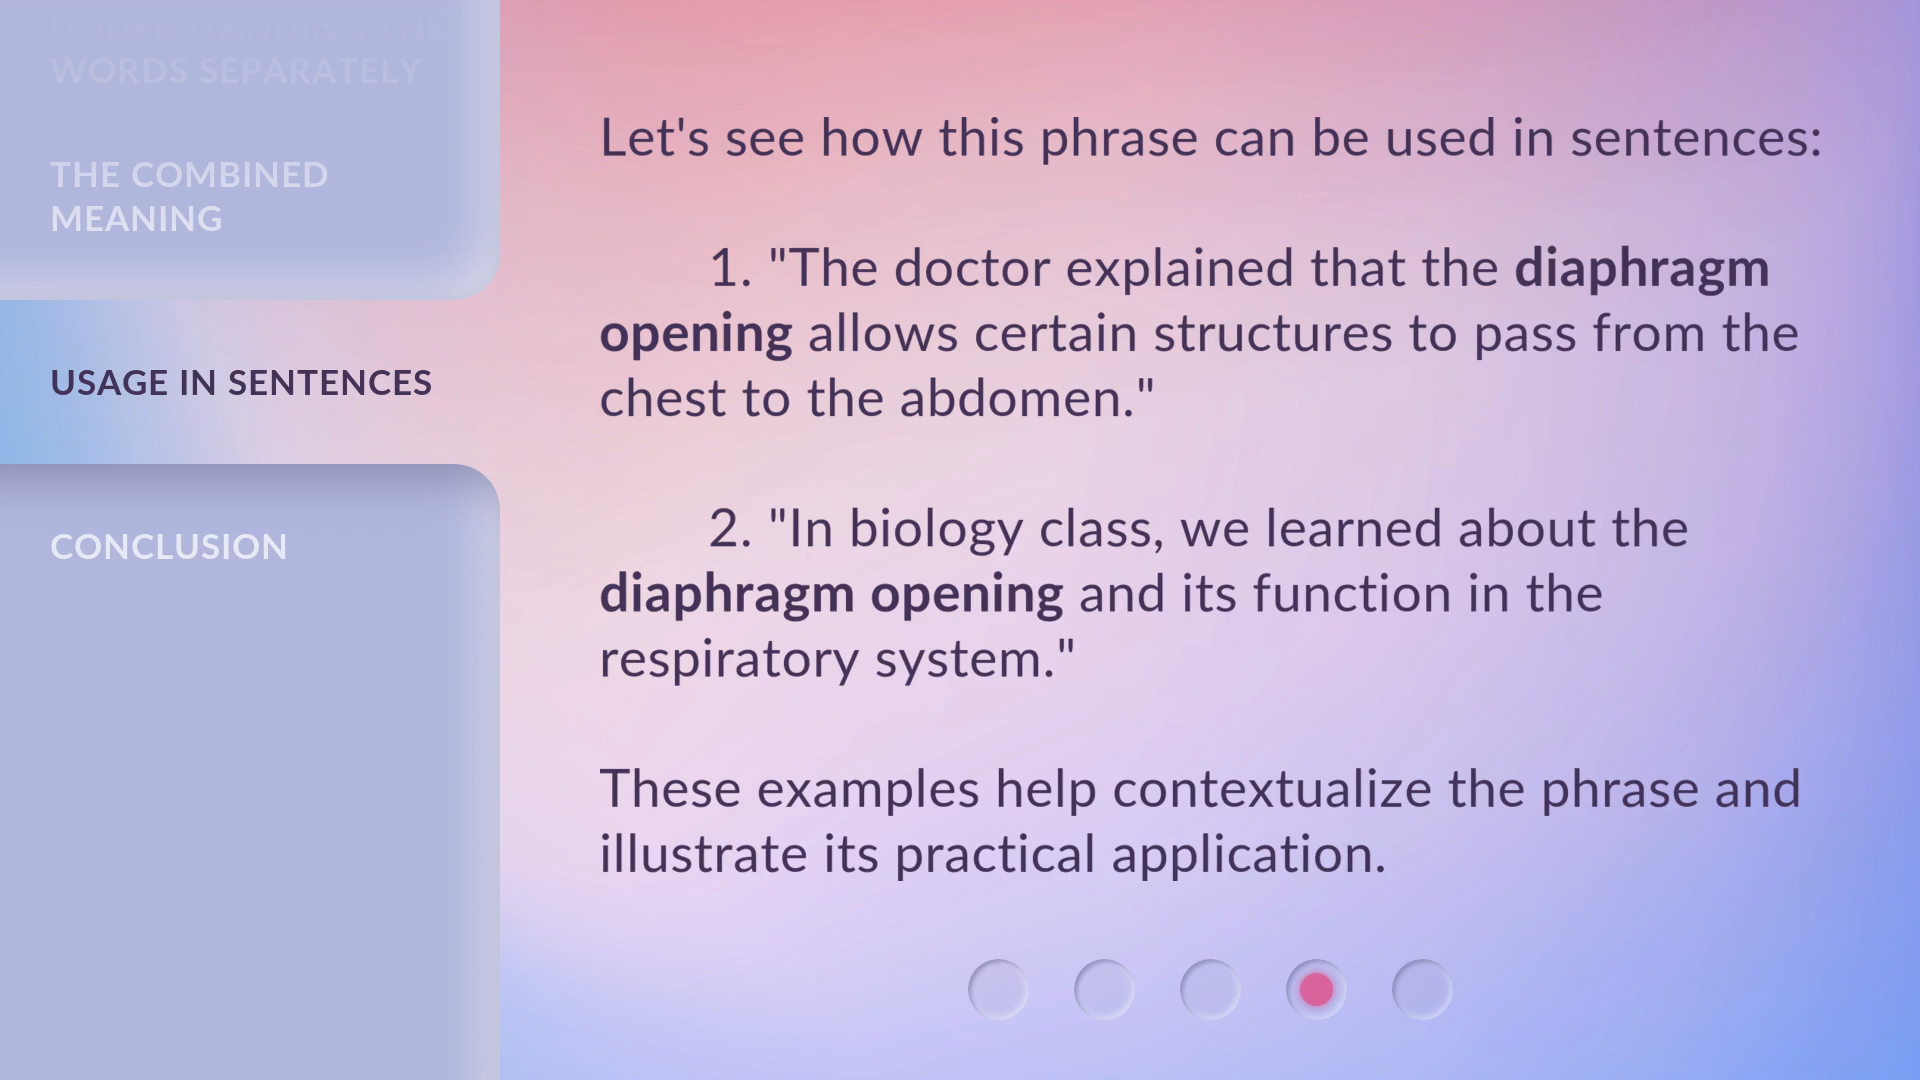 UNDERSTANDING THE
WORDS SEPARATELY
THE COMBINED
MEANING
USAGE IN SENTENCES
CONCLUSION
Let's see how this phrase can be used in sentences:
1. "The doctor explained that the diaphragm
opening allows certain structures to pass from the
chest to the abdomen."
2. "In biology class, we learned about the
diaphragm opening and its function in the
respiratory system."
These examples help contextualize the phrase and
illustrate its practical application.